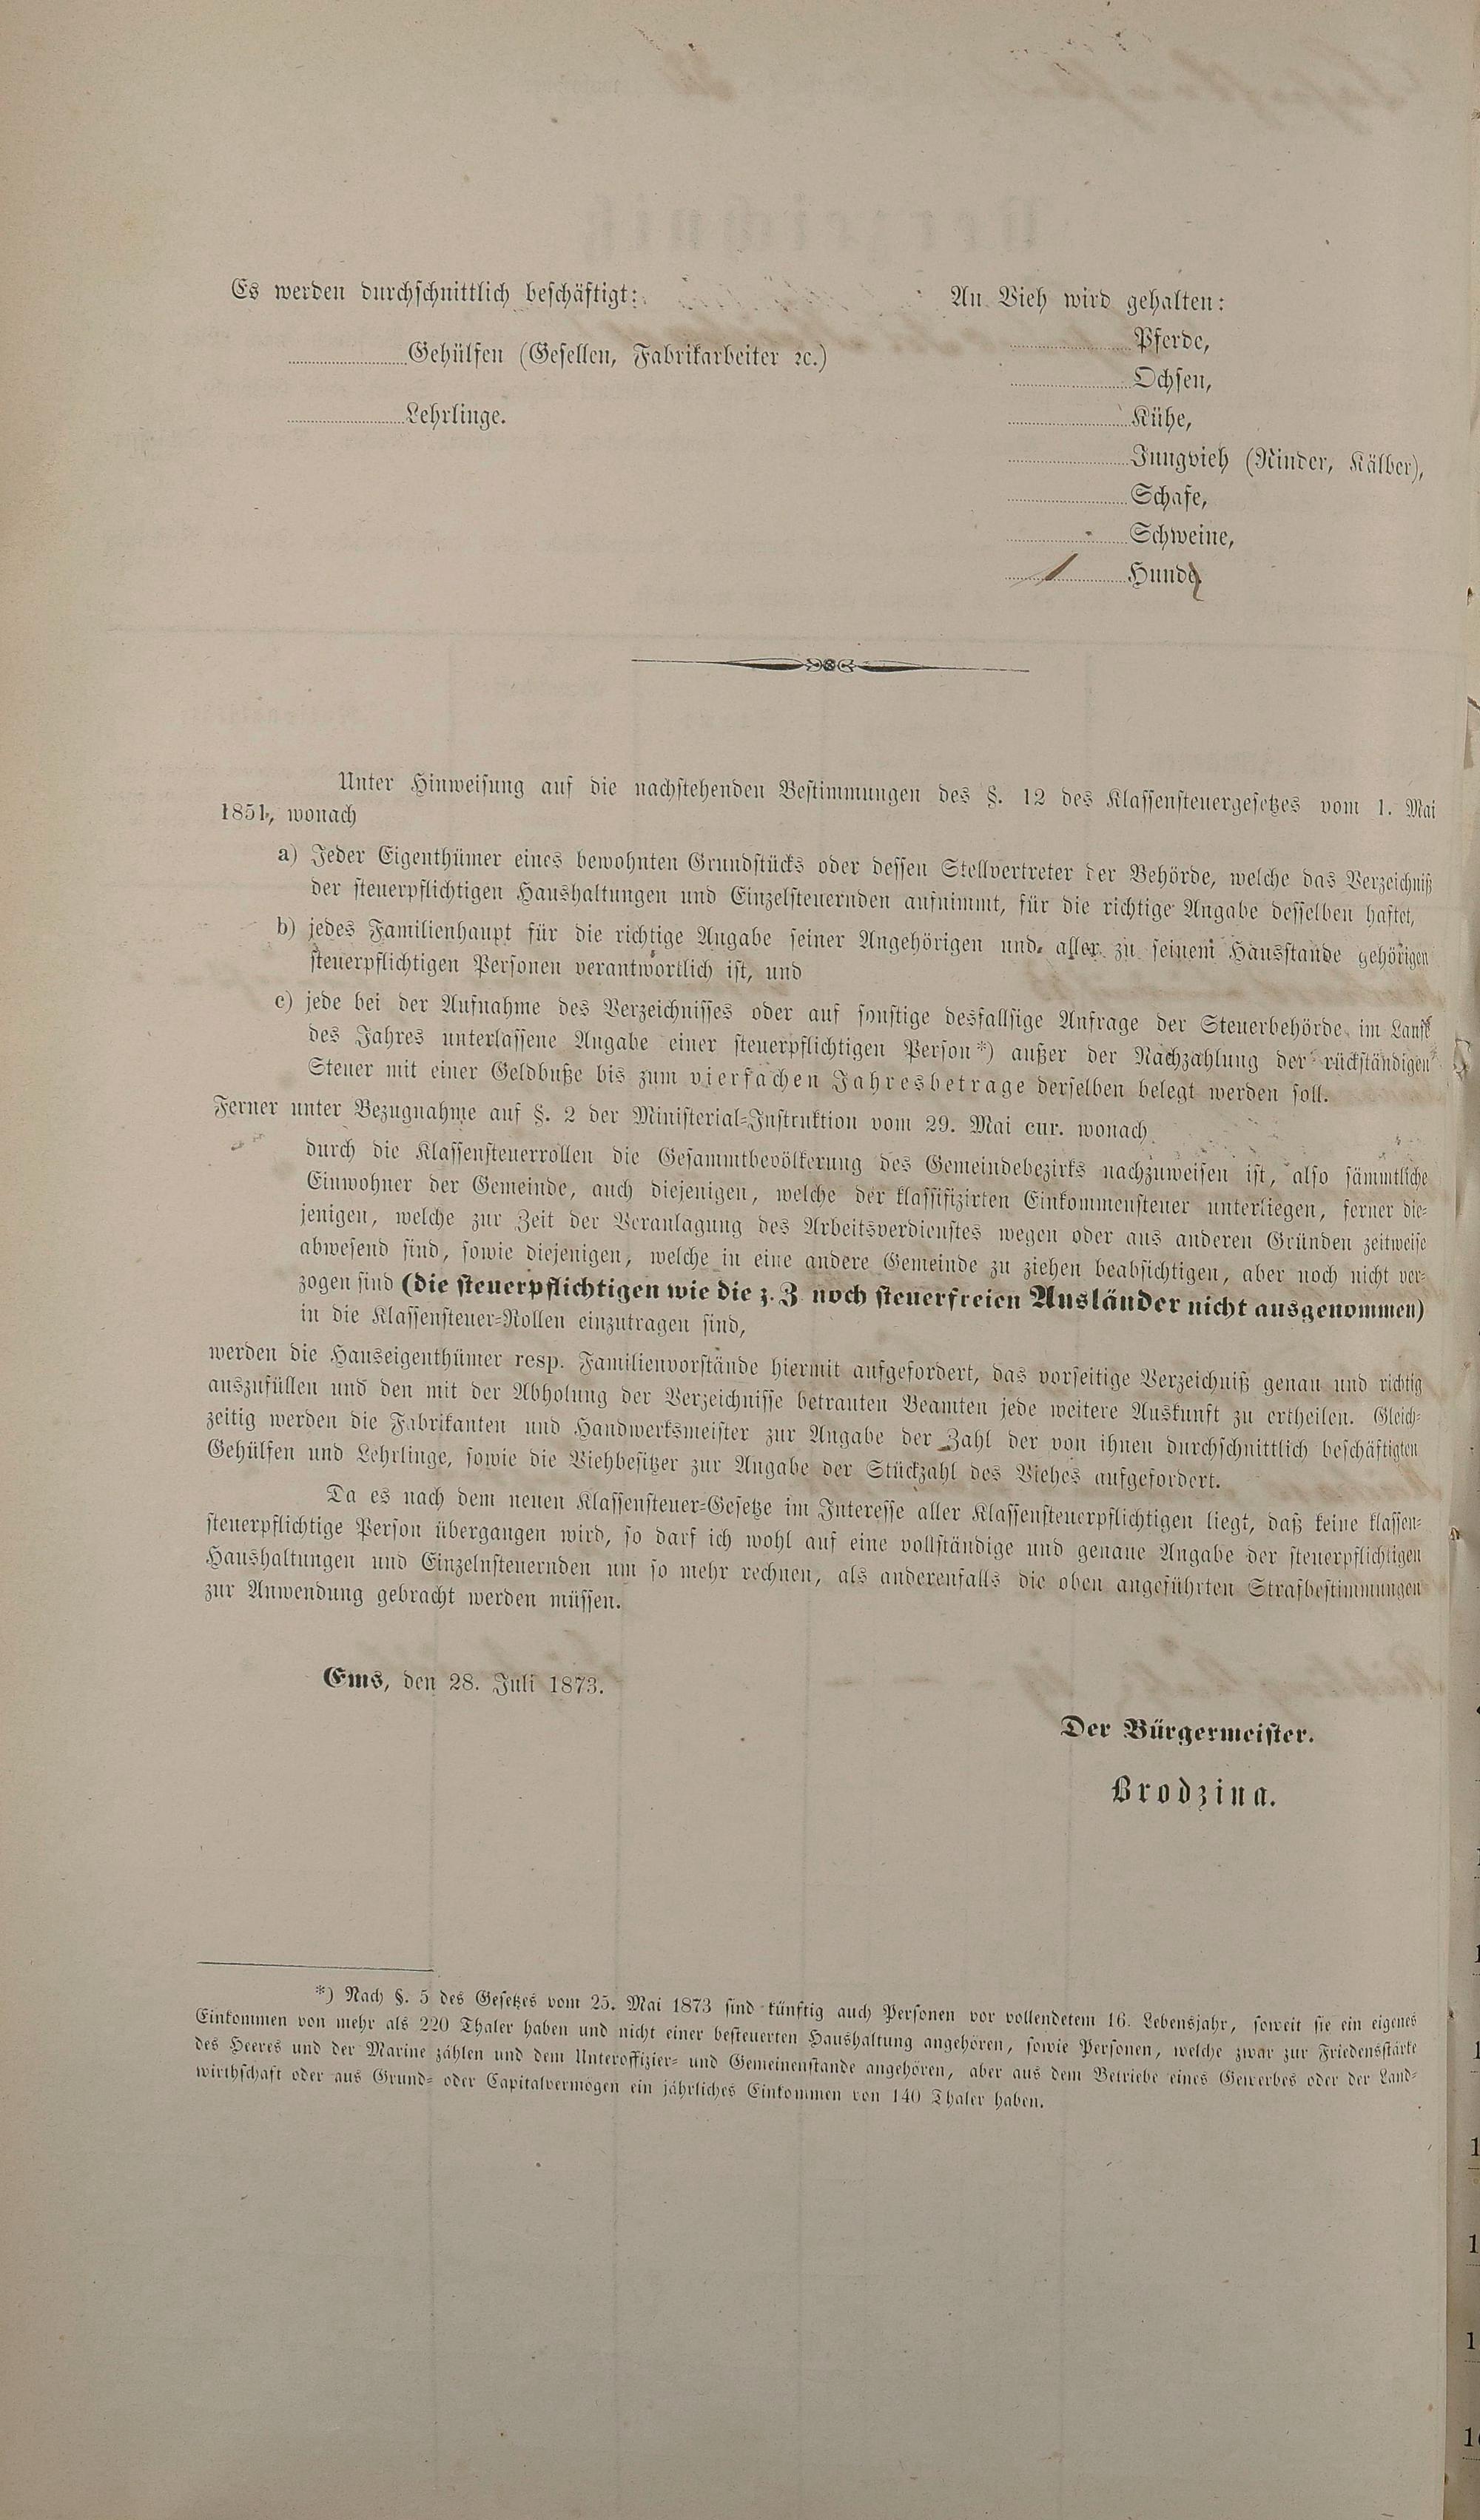 Es werden durchschnittlich beschäftigt:
Gehülfen (Gesellen, Fabrikarbeiter ꝛc.)
Lehrlinge.
An Vieh wird gehalten:
Pferde,
Ochsen,
Kühe,
Jungvieh (Rinder, Kälber),
Schafe,
Schweine,
1 Hunde.
Unter Hinweisung auf die nachstehenden Bestimmungen des §. 12 des Klassensteuergesetzes vom 1. Mai
1851, wonach
a) Jeder Eigenthümer eines bewohnten Grundstücks oder dessen Stellvertreter der Behörde, welche das Verzeichniß
der steuerpflichtigen Haushaltungen und Einzelsteuernden aufnimmt, für die richtige Angabe desselben haftet,
b) jedes Familienhaupt für die richtige Angabe seiner Angehörigen und aller zu seinem Hausstande gehörigen
steuerpflichtigen Personen verantwortlich ist, und
c) jede bei der Aufnahme des Verzeichnisses oder auf sonstige desfallsige Anfrage der Steuerbehörde im Laufe
des Jahres unterlassene Angabe einer steuerpflichtigen Person*) außer der Nachzahlung der rückständigen
Steuer mit einer Geldbuße bis zum vierfachen Jahresbetrage derselben belegt werden soll.
Ferner unter Bezugnahme auf §. 2 der Ministerial-Instruktion vom 29. Mai cur. wonach
durch die Klassensteuerrollen die Gesammtbevölkerung des Gemeindebezirks nachzuweisen ist, also sämmtliche
Einwohner der Gemeinde, auch diejenigen, welche der klassifizirten Einkommensteuer unterliegen, ferner die-
jenigen, welche zur Zeit der Veranlagung des Arbeitsverdienstes wegen oder aus anderen Gründen zeitweise
abwesend sind, sowie diejenigen, welche in eine andere Gemeinde zu ziehen beabsichtigen, aber noch nicht ver-
zogen sind (die steuerpflichtigen wie die z. Z noch steuerfreien Ausländer nicht ausgenommen)
in die Klassensteuer-Rollen einzutragen sind,
werden die Hauseigenthümer resp. Familienvorstände hiermit aufgefordert, das vorseitige Verzeichniß genau und richtig
auszufüllen und den mit der Abholung der Verzeichnisse betrauten Beamten jede weitere Auskunft zu ertheilen. Gleich-
zeitig werden die Fabrikanten und Handwerksmeister zur Angabe der Zahl der von ihnen durchschnittlich beschäftigten
Gehülfen und Lehrlinge, sowie die Viehbesitzer zur Angabe der Stückzahl des Viehes aufgefordert.
Da es nach dem neuen Klassensteuer-Gesetze im Interesse aller Klassensteuerpflichtigen liegt, daß keine klassen-
steuerpflichtige Person übergangen wird, so darf ich wohl auf eine vollständige und genaue Angabe der steuerpflichtigen
Haushaltungen und Einzelnsteuernden um so mehr rechnen, als anderenfalls die oben angeführten Strafbestimmungen
zur Anwendung gebracht werden müssen.
Ems, den 28. Juli 1873.
Der Bürgermeister.
Brodzina.
*) Nach §. 5 des Gesetzes vom 25. Mai 1873 sind künftig auch Personen vor vollendetem 16. Lebensjahr, soweit sie ein eigenes
Einkommen von mehr als 220 Thaler haben und nicht einer besteuerten Haushaltung angehören, sowie Personen, welche zwar zur Friedensstärke
des Heeres und der Marine zählen und dem Unteroffizier- und Gemeinenstande angehören, aber aus dem Betriebe eines Gewerbes oder der Land-
wirthschaft oder aus Grund- oder Capitalvermögen ein jährliches Einkommen von 140 Thaler haben.